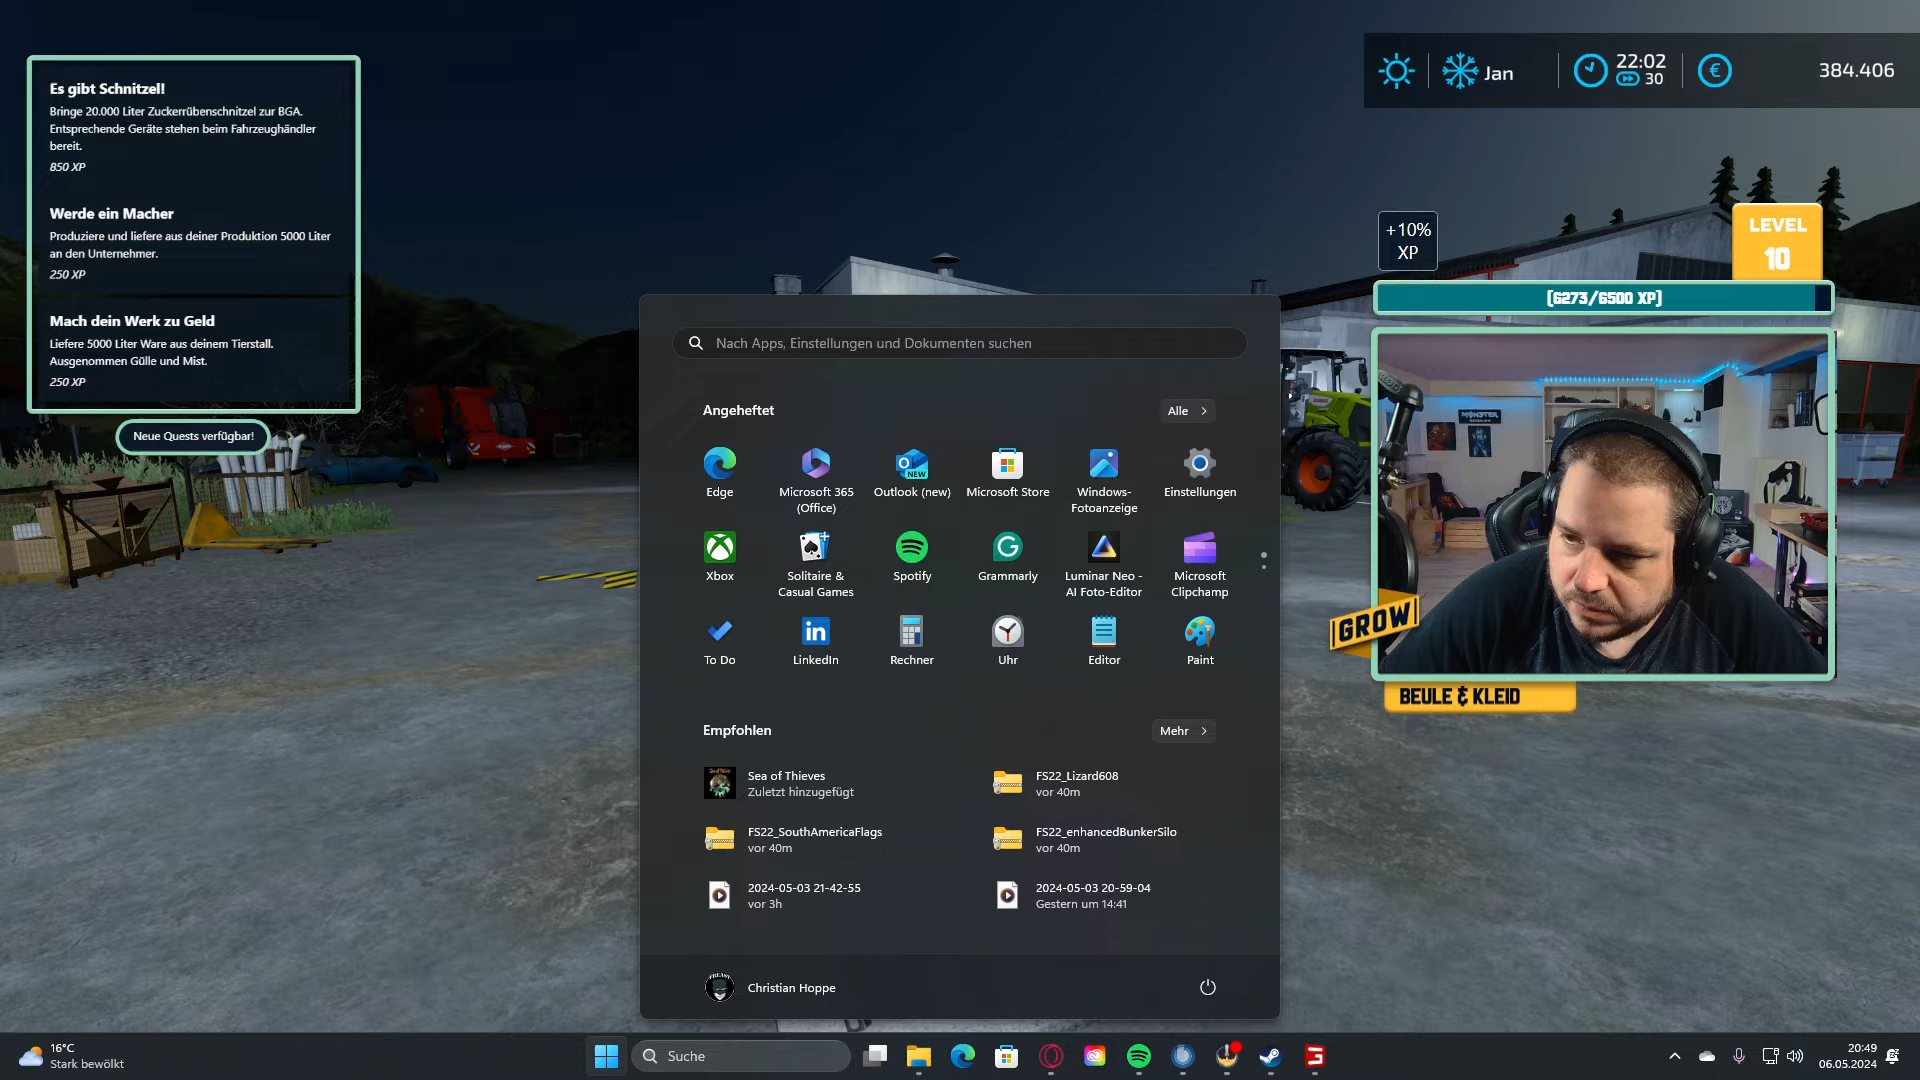 Es gibt Schnitzel!
Bringe 20.000 Liter Zuckerrübenschnitzel zur BGA.
Entsprechende Geräte stehen beim Fahrzeughändler
bereit.
850 XP
Werde ein Macher
Produziere und liefere aus deiner Produktion 5000 Liter
an den Unternehmer.
250 XP
Mach dein Werk zu Geld
Liefere 5000 Liter Ware aus deinem Tierstall.
Ausgenommen Gülle und Mist.
250 XP
Neue Quests verfügbar!
Jan
22:02
30
€
384.406
+10%
XP
LEVEL
10
[6273/6500 XP]
MONSTER
GROW
BEULE & KLEID
Nach Apps, Einstellungen und Dokumenten suchen
Angeheftet
Alle
Edge
Microsoft 365
(Office)
NEW
Outlook (new)
Microsoft Store
Windows-
Fotoanzeige
Einstellungen
Xbox
Solitaire &
Casual Games
Spotify
Grammarly
Luminar Neo -
AI Foto-Editor
Microsoft
Clipchamp
To Do
in
LinkedIn
Rechner
Uhr
Editor
Paint
Empfohlen
Mehr
Sea of Thieves
Zuletzt hinzugefügt
FS22_Lizard608
vor 40m
FS22_SouthAmericaFlags
vor 40m
FS22_enhancedBunkerSilo
vor 40m
2024-05-03 21-42-55
vor 3h
2024-05-03 20-59-04
Gestern um 14:41
Christian Hoppe
16°C
Stark bewölkt
Suche
20:49
06.05.2024